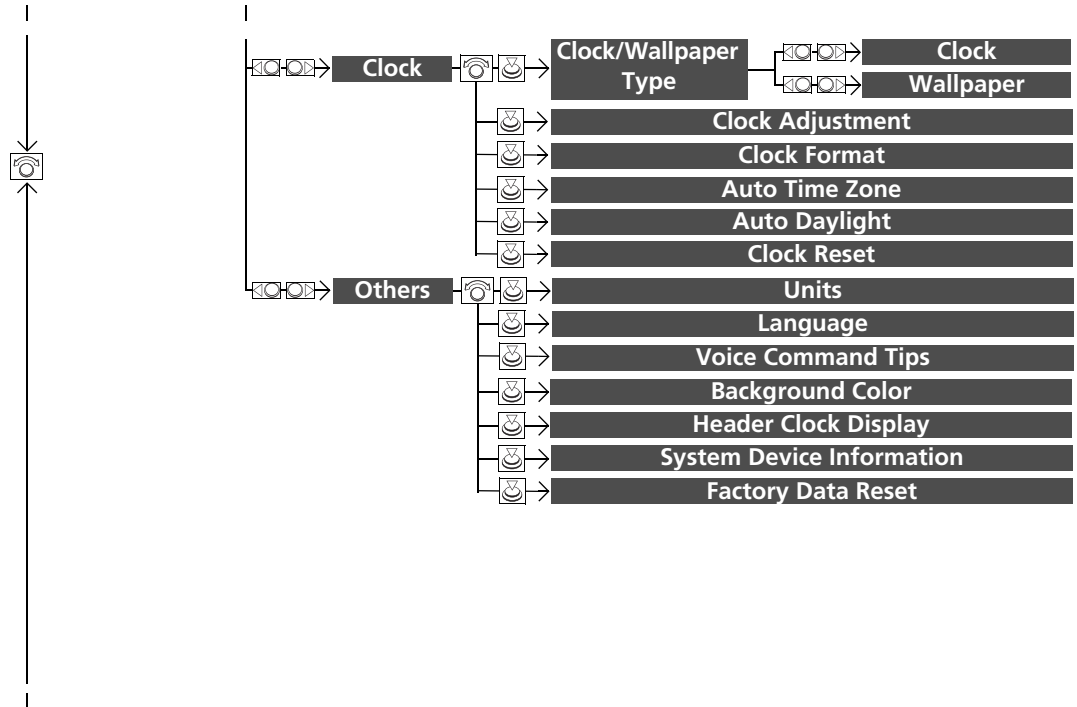 Clock
Clock/Wallpaper
Type
Clock
Wallpaper
Clock Adjustment
Clock Format
Auto Time Zone
Auto Daylight
Clock Reset
Others
Units
Language
Voice Command Tips
Background Color
Header Clock Display
System Device Information
Factory Data Reset